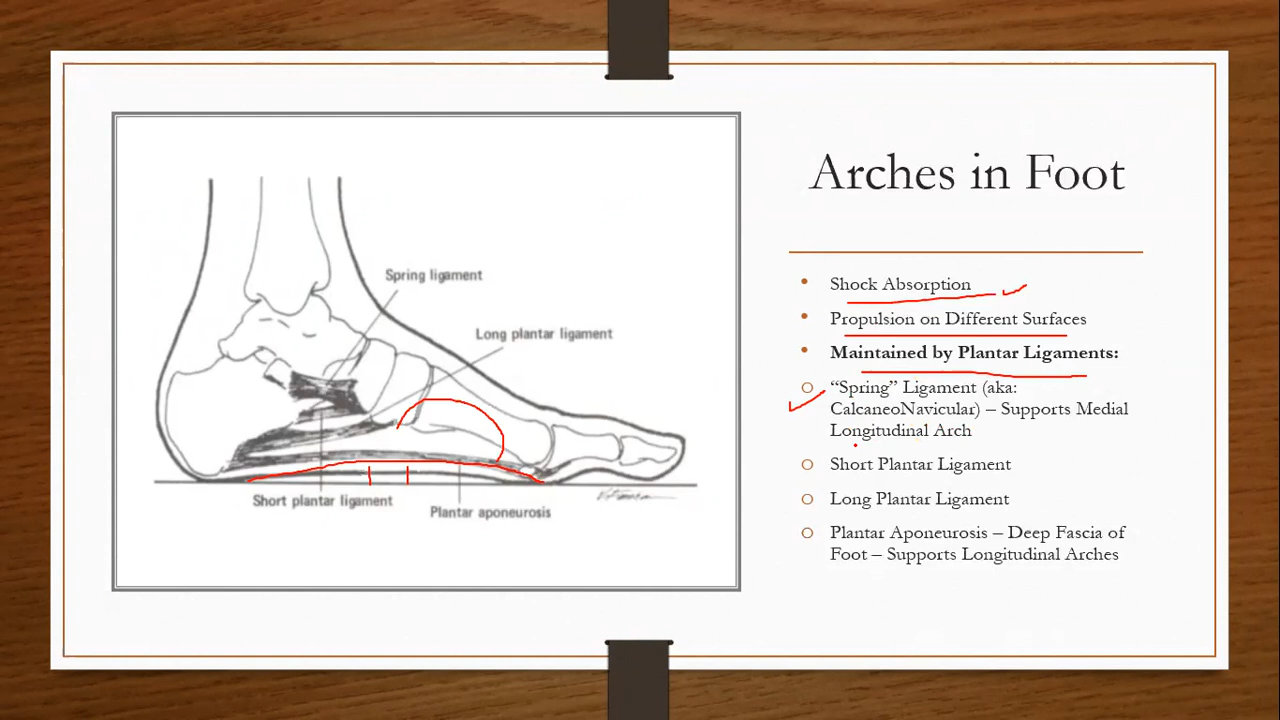 Arches in Foot
Spring ligament
Long plantar ligament
Short plantar ligament
Plantar aponeurosis
• Shock Absorption
• Propulsion on Different Surfaces
• Maintained by Plantar Ligaments:
o “Spring” Ligament (aka:
CalcaneoNavicular) – Supports Medial
Longitudinal Arch
o Short Plantar Ligament
o Long Plantar Ligament
o Plantar Aponeurosis – Deep Fascia of
Foot – Supports Longitudinal Arches